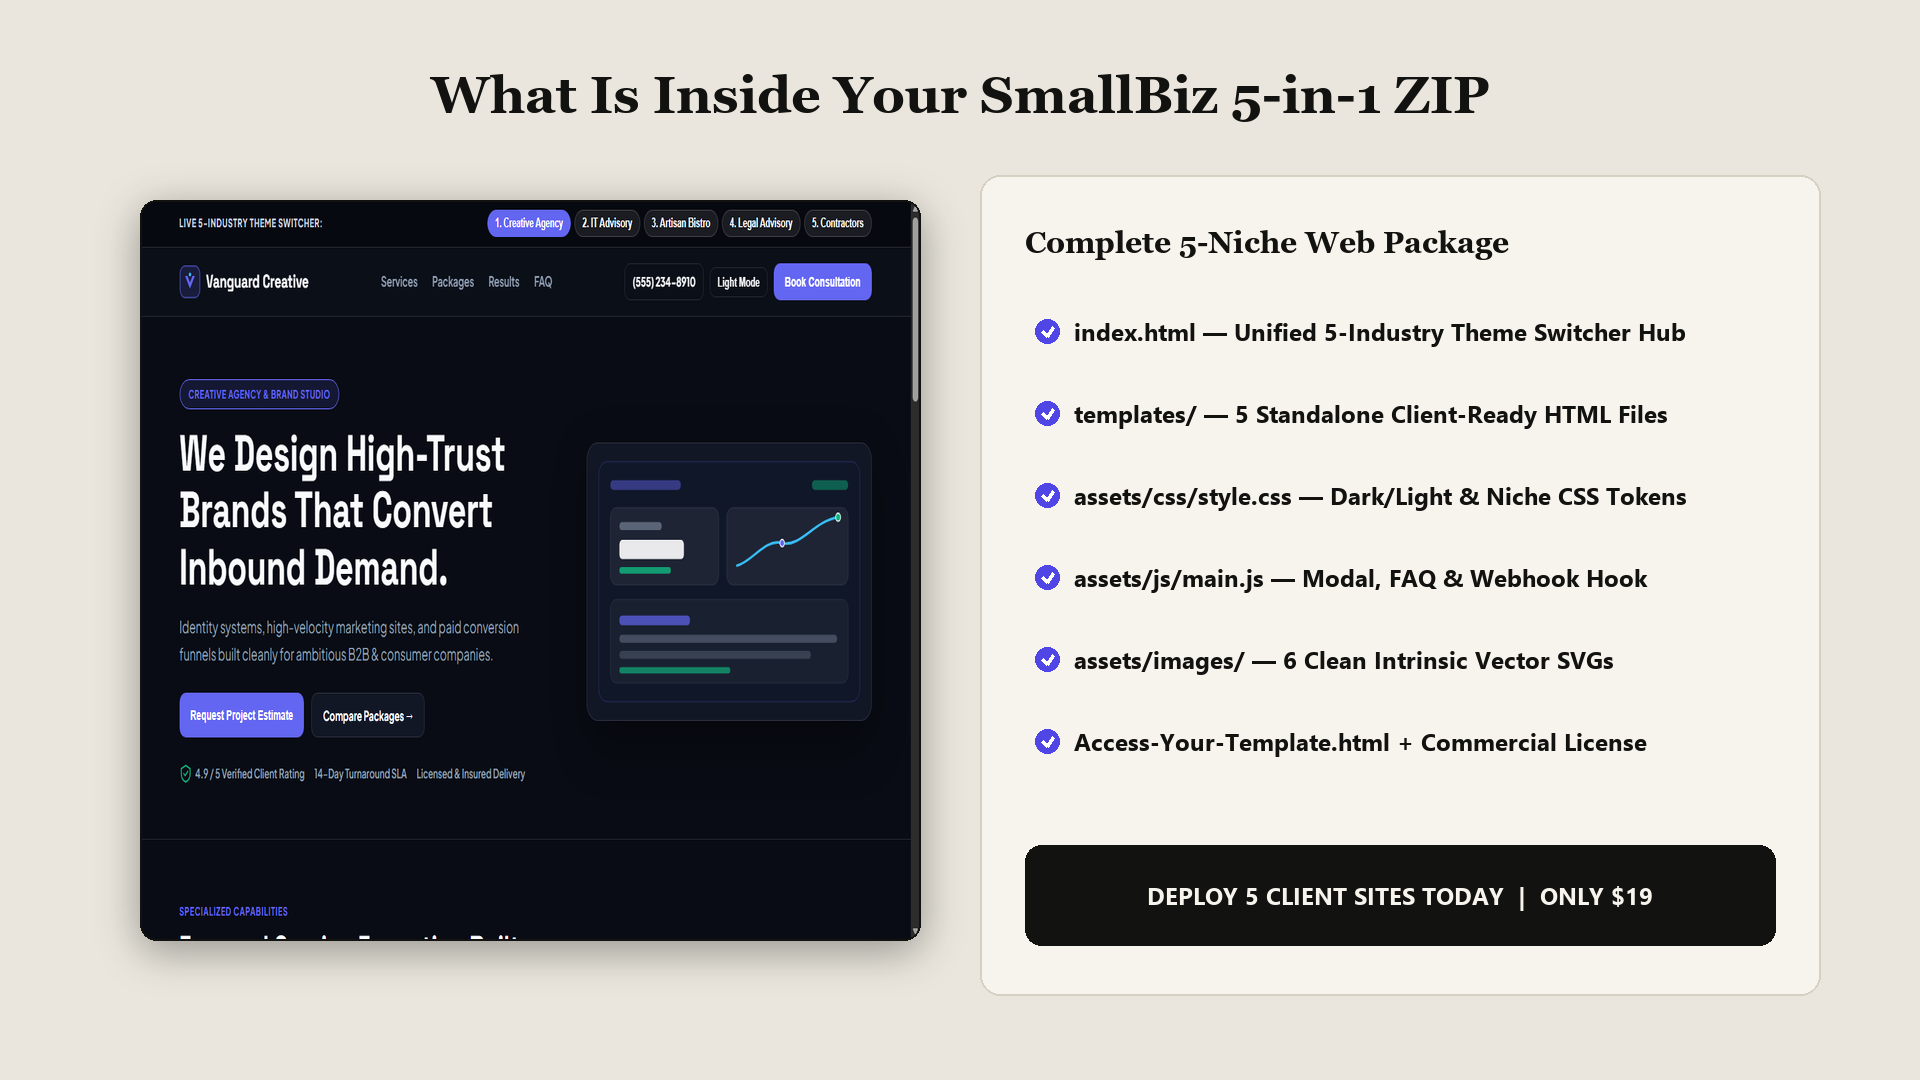 What Is Inside Your SmallBiz 5-in-1 ZIP
LIVE 5-INDUSTRY THEME SWITCHER:
1. Creative Agency
2. IT Advisory
3. Artisan Bistro
4. Legal Advisory
5. Contractors
Vanguard Creative
Services
Packages
Results
FAQ
(555) 234-8910
Light Mode
Book Consultation
CREATIVE AGENCY & BRAND STUDIO
We Design High-Trust
Brands That Convert
Inbound Demand.
Identity systems, high-velocity marketing sites, and paid conversion
funnels built cleanly for ambitious B2B & consumer companies.
Request Project Estimate
Compare Packages →
4.9 / 5 Verified Client Rating
14-Day Turnaround SLA
Licensed & Insured Delivery
SPECIALIZED CAPABILITIES
Complete 5-Niche Web Package
index.html — Unified 5-Industry Theme Switcher Hub
templates/ — 5 Standalone Client-Ready HTML Files
assets/css/style.css — Dark/Light & Niche CSS Tokens
assets/js/main.js — Modal, FAQ & Webhook Hook
assets/images/ — 6 Clean Intrinsic Vector SVGs
Access-Your-Template.html + Commercial License
DEPLOY 5 CLIENT SITES TODAY | ONLY $19